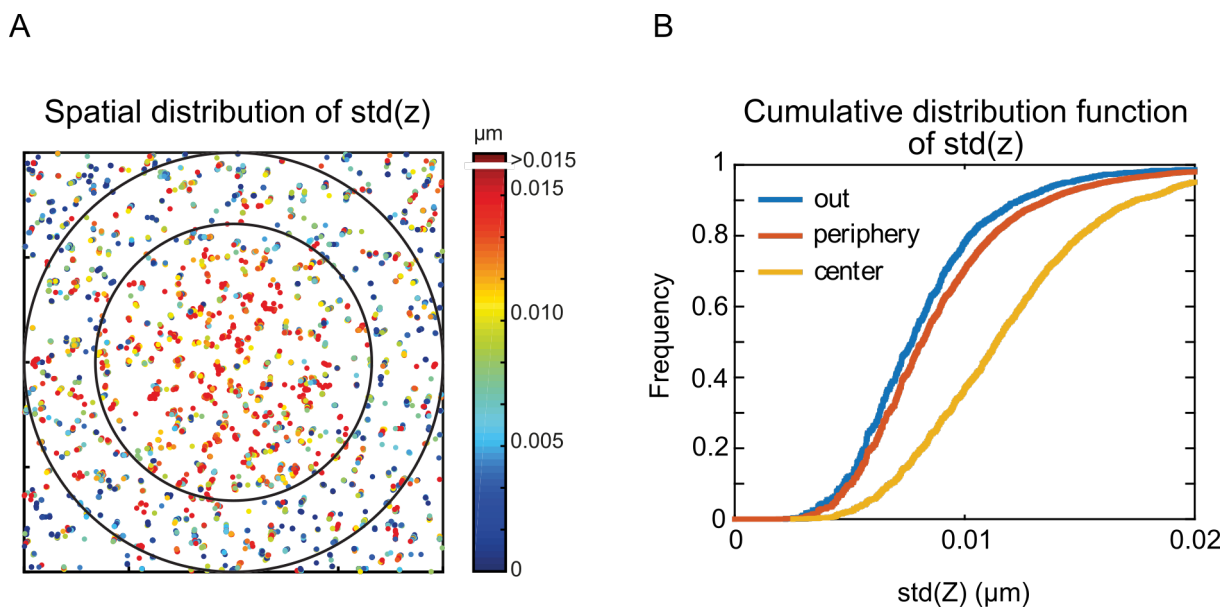 A
Spatial distribution of std(z)
µm
>0.015
0.015
0.010
0.005
0
B
Cumulative distribution function
of std(z)
1
0.8
0.6
0.4
0.2
0
Frequency
out
periphery
center
0
0.01
0.02
std(Z) (µm)